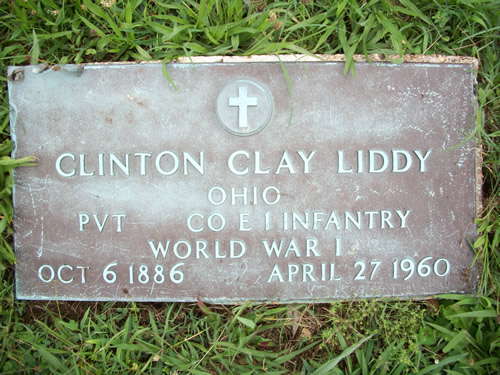 CLINTON CLAY LIDDY
OHIO
PVT CO E 1 INFANTRY
WORLD WAR I
OCT 6 1886 APRIL 27 1960